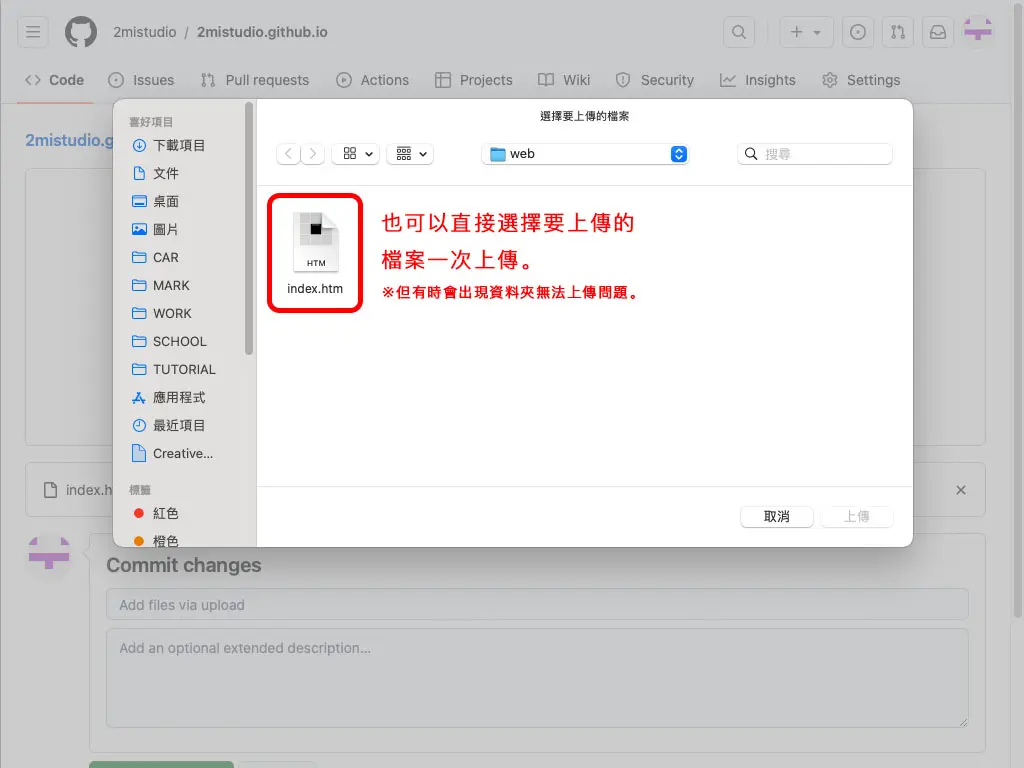 2mistudio / 2mistudio.github.io
Code Issues Pull requests Actions Projects Wiki Security Insights Settings
2mistudio.g
選擇要上傳的檔案
喜好項目
下載項目
文件
桌面
圖片
CAR
MARK
WORK
SCHOOL
TUTORIAL
應用程式
最近項目
Creative...
標籤
紅色
橙色
web
搜尋
HTM
index.htm
也可以直接選擇要上傳的
檔案一次上傳。
※但有時會出現資料夾無法上傳問題。
取消 上傳
index.h
Commit changes
Add files via upload
Add an optional extended description...